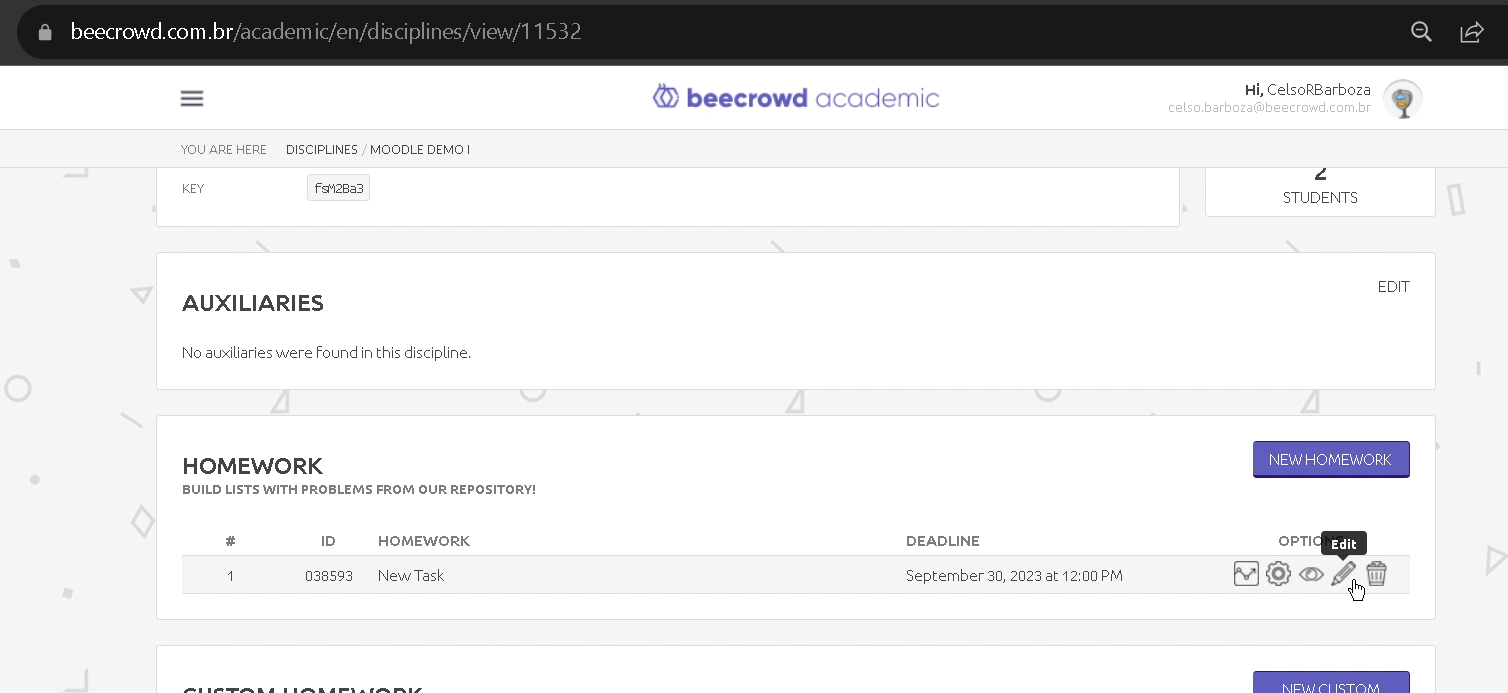 beecrowd.com.br/academic/en/disciplines/view/11532
beecrowd academic
Hi, CelsoRBarboza
celso.barboza@beecrowd.com.br
YOU ARE HERE DISCIPLINES / MOODLE DEMO I
KEY fsM2Ba3
2
STUDENTS
AUXILIARIES
EDIT
No auxiliaries were found in this discipline.
HOMEWORK
NEW HOMEWORK
BUILD LISTS WITH PROBLEMS FROM OUR REPOSITORY!
# ID HOMEWORK DEADLINE
Edit
1 038593 New Task September 30, 2023 at 12:00 PM
CUSTOM HOMEWORK
NEW CUSTOM